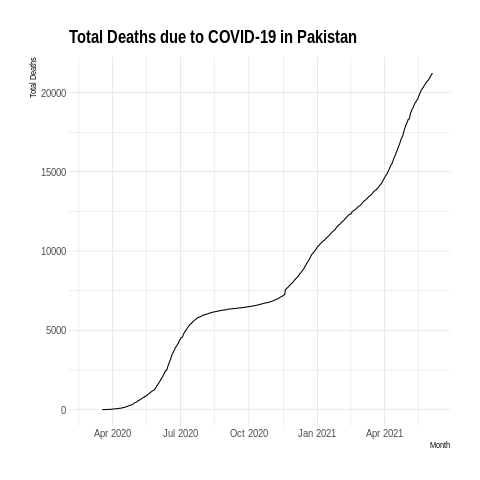 Total Deaths due to COVID-19 in Pakistan
Total Deaths
20000
15000
10000
5000
0
Apr 2020 Jul 2020 Oct 2020 Jan 2021 Apr 2021
Month